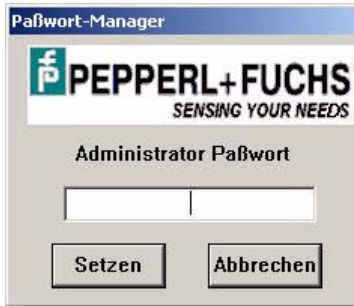 Paßwort-Manager
PEPPERL+FUCHS
SENSING YOUR NEEDS
Administrator Paßwort
Setzen
Abbrechen